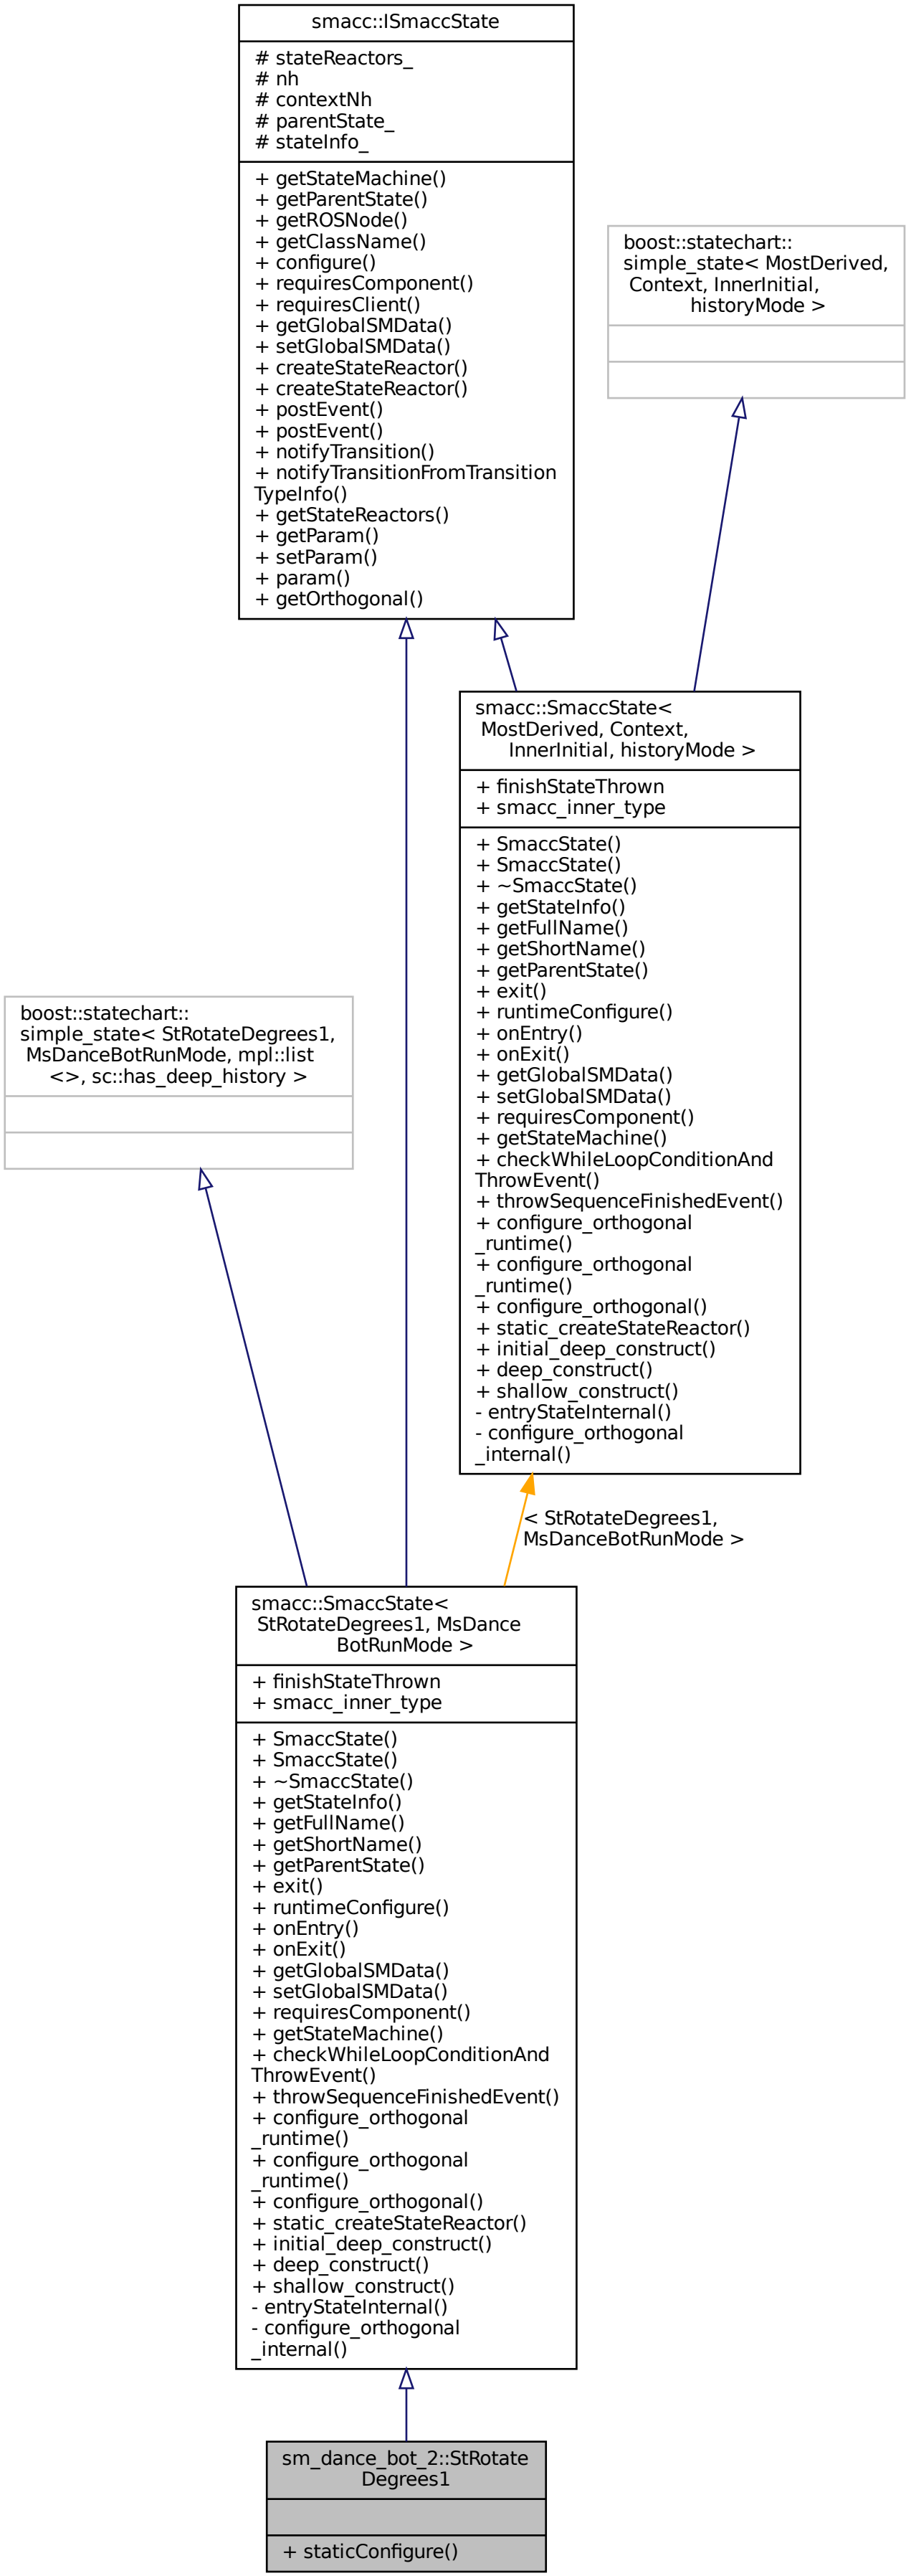 smacc::ISmaccState
# stateReactors_
# nh
# contextNh
# parentState_
# stateInfo_
+ getStateMachine()
+ getParentState()
+ getROSNode()
+ getClassName()
+ configure()
+ requiresComponent()
+ requiresClient()
+ getGlobalSMData()
+ setGlobalSMData()
+ createStateReactor()
+ createStateReactor()
+ postEvent()
+ postEvent()
+ notifyTransition()
+ notifyTransitionFromTransition
TypeInfo()
+ getStateReactors()
+ getParam()
+ setParam()
+ param()
+ getOrthogonal()
boost::statechart::
simple_state< MostDerived,
Context, InnerInitial,
historyMode >
smacc::SmaccState<
MostDerived, Context,
InnerInitial, historyMode >
+ finishStateThrown
+ smacc_inner_type
+ SmaccState()
+ SmaccState()
+ ~SmaccState()
+ getStateInfo()
+ getFullName()
+ getShortName()
+ getParentState()
+ exit()
+ runtimeConfigure()
+ onEntry()
+ onExit()
+ getGlobalSMData()
+ setGlobalSMData()
+ requiresComponent()
+ getStateMachine()
+ checkWhileLoopConditionAnd
ThrowEvent()
+ throwSequenceFinishedEvent()
+ configure_orthogonal
_runtime()
+ configure_orthogonal
_runtime()
+ configure_orthogonal()
+ static_createStateReactor()
+ initial_deep_construct()
+ deep_construct()
+ shallow_construct()
- entryStateInternal()
- configure_orthogonal
_internal()
boost::statechart::
simple_state< StRotateDegrees1,
MsDanceBotRunMode, mpl::list
<>, sc::has_deep_history >
< StRotateDegrees1,
MsDanceBotRunMode >
smacc::SmaccState<
StRotateDegrees1, MsDance
BotRunMode >
+ finishStateThrown
+ smacc_inner_type
+ SmaccState()
+ SmaccState()
+ ~SmaccState()
+ getStateInfo()
+ getFullName()
+ getShortName()
+ getParentState()
+ exit()
+ runtimeConfigure()
+ onEntry()
+ onExit()
+ getGlobalSMData()
+ setGlobalSMData()
+ requiresComponent()
+ getStateMachine()
+ checkWhileLoopConditionAnd
ThrowEvent()
+ throwSequenceFinishedEvent()
+ configure_orthogonal
_runtime()
+ configure_orthogonal
_runtime()
+ configure_orthogonal()
+ static_createStateReactor()
+ initial_deep_construct()
+ deep_construct()
+ shallow_construct()
- entryStateInternal()
- configure_orthogonal
_internal()
sm_dance_bot_2::StRotate
Degrees1
+ staticConfigure()